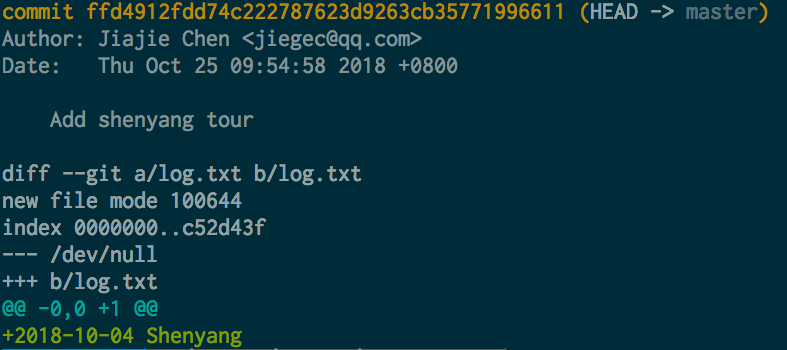 commit ffd4912fdd74c222787623d9263cb35771996611 (HEAD -> master)
Author: Jiajie Chen <jiegec@qq.com>
Date:   Thu Oct 25 09:54:58 2018 +0800

    Add shenyang tour

diff --git a/log.txt b/log.txt
new file mode 100644
index 0000000..c52d43f
--- /dev/null
+++ b/log.txt
@@ -0,0 +1 @@
+2018-10-04 Shenyang